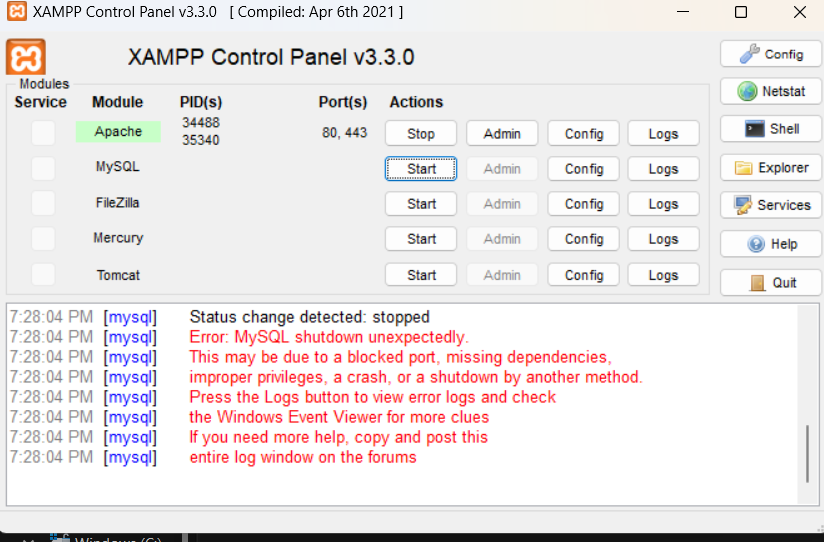 XAMPP Control Panel v3.3.0 [ Compiled: Apr 6th 2021 ]
XAMPP Control Panel v3.3.0
Config
Modules
Service Module PID(s) Port(s) Actions
Netstat
Apache 34488 35340 80, 443 Stop Admin Config Logs
Shell
MySQL Start Admin Config Logs
Explorer
FileZilla Start Admin Config Logs
Services
Mercury Start Admin Config Logs
Help
Tomcat Start Admin Config Logs
Quit
7:28:04 PM [mysql] Status change detected: stopped
7:28:04 PM [mysql] Error: MySQL shutdown unexpectedly.
7:28:04 PM [mysql] This may be due to a blocked port, missing dependencies,
7:28:04 PM [mysql] improper privileges, a crash, or a shutdown by another method.
7:28:04 PM [mysql] Press the Logs button to view error logs and check
7:28:04 PM [mysql] the Windows Event Viewer for more clues
7:28:04 PM [mysql] If you need more help, copy and post this
7:28:04 PM [mysql] entire log window on the forums
Windows (C:)